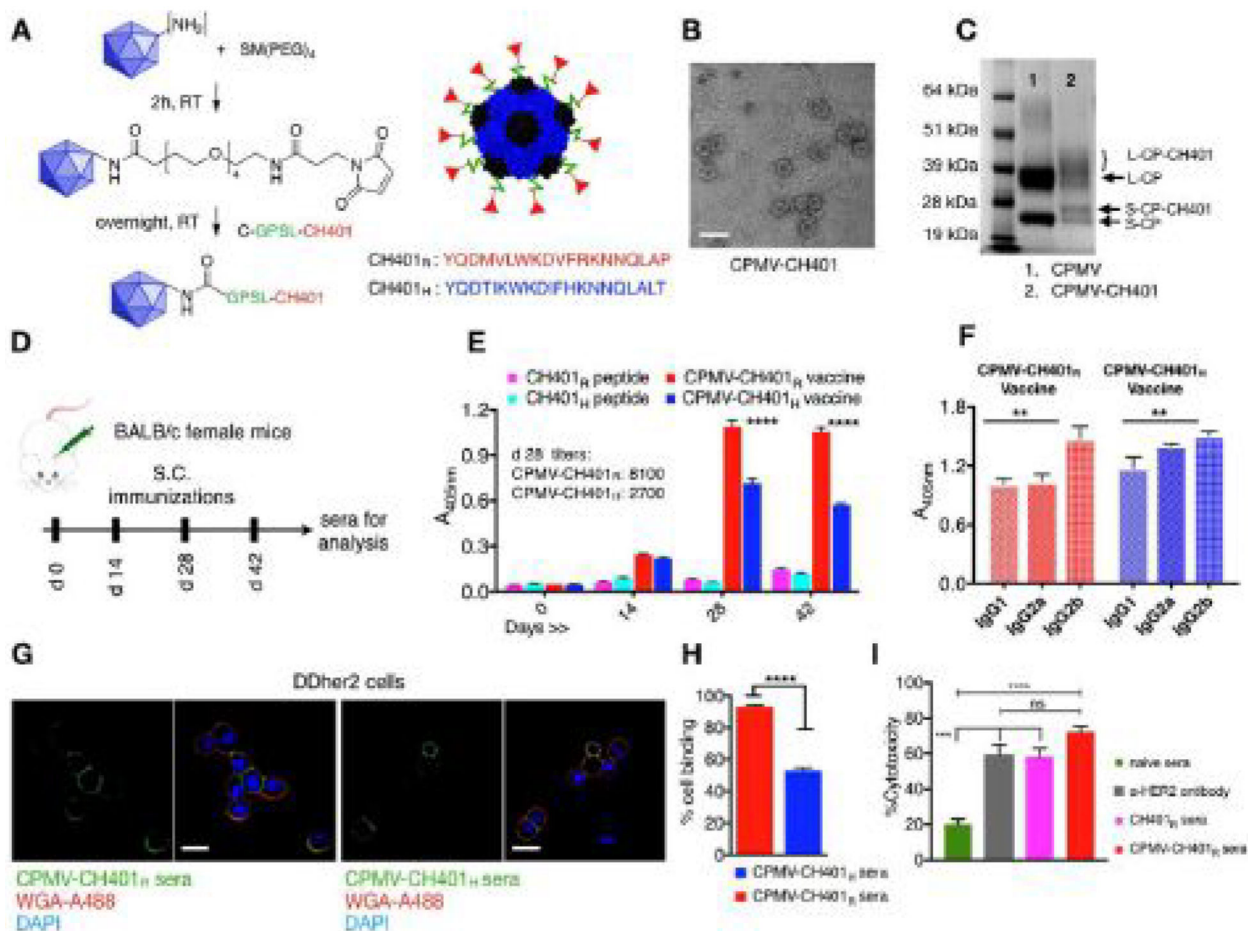 A
[NH2]
+ SM(PEG)4
2h, RT
O
N
H
O
4
H
N
O
O
N
O
overnight, RT
C-GPSL-CH401
O
N
H
GPSL-CH401
CH401R : YQDMVLWKDVFRKNNQLAP
CH401H : YQDTIKWKDIFHKNNQLALT
B
CPMV-CH401
C
1 2
64 kDa
51 kDa
39 kDa
28 kDa
19 kDa
L-CP-CH401
L-CP
S-CP-CH401
S-CP
1. CPMV
2. CPMV-CH401
D
BALB/c female mice
S.C.
immunizations
sera for
analysis
d 0
d 14
d 28
d 42
E
CH401R peptide
CPMV-CH401R vaccine
CH401H peptide
CPMV-CH401H vaccine
1.2
0.9
0.6
0.3
0.0
A405nm
d 28 titers:
CPMV-CH401R: 8100
CPMV-CH401H: 2700
****
****
0
14
28
42
Days >>
F
CPMV-CH401R
Vaccine
CPMV-CH401H
Vaccine
**
**
1.8
1.2
0.6
0.0
A405nm
IgG1
IgG2a
IgG2b
IgG1
IgG2a
IgG2b
G
DDher2 cells
CPMV-CH401R sera
WGA-A488
DAPI
CPMV-CH401H sera
WGA-A488
DAPI
H
****
100
80
60
40
20
0
% cell binding
CPMV-CH401R sera
I
ns
100
80
60
40
20
0
%Cytotoxicity
naive sera
α-HER2 antibody
CH401R sera
CPMV-CH401R sera